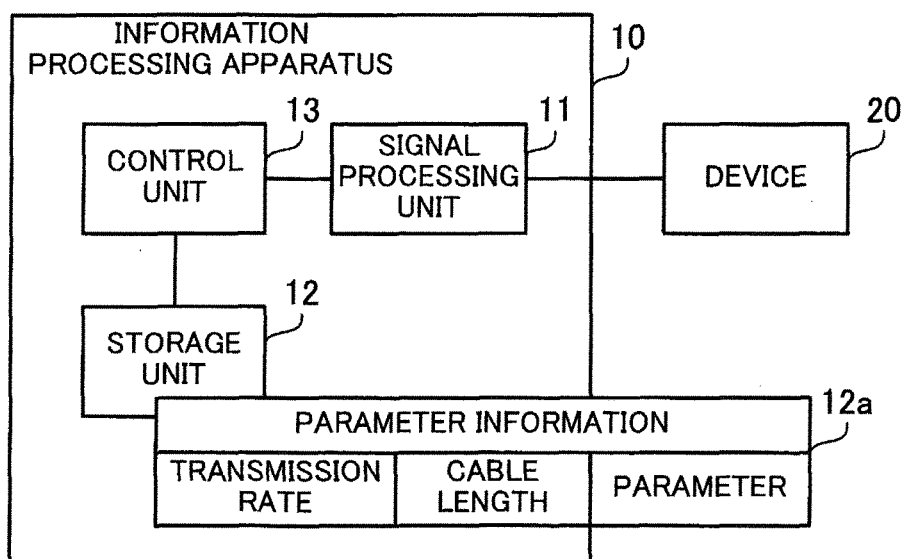 INFORMATION
PROCESSING APPARATUS
10
13
11
20
CONTROL
UNIT
SIGNAL
PROCESSING
UNIT
DEVICE
12
STORAGE
UNIT
12a
PARAMETER INFORMATION
TRANSMISSION
RATE
CABLE
LENGTH
PARAMETER